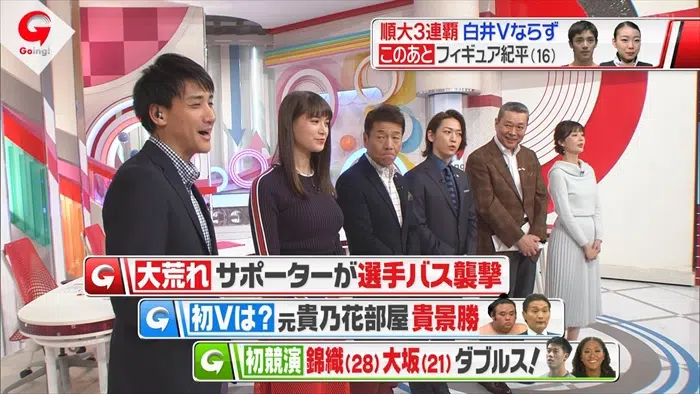 Going!
順大3連覇 白井Vならず
このあと フィギュア紀平(16)
大荒れ サポーターが選手バス襲撃
初Vは? 元貴乃花部屋 貴景勝
初競演 錦織(28) 大坂(21) ダブルス!